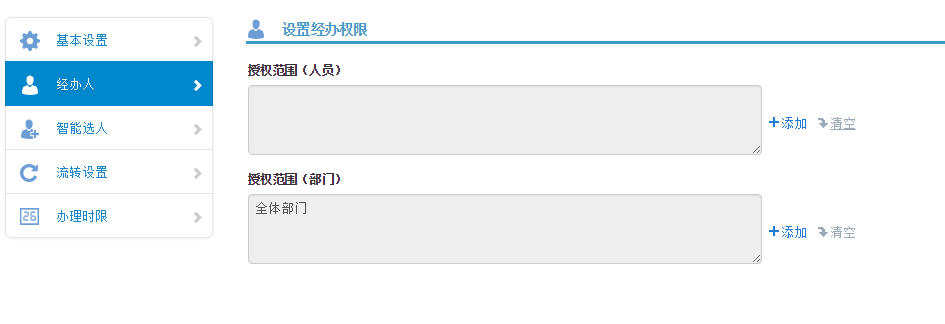 基本设置
经办人
智能选人
流转设置
26 办理时限
设置经办权限
授权范围（人员）
添加 清空
授权范围（部门）
全体部门
添加 清空